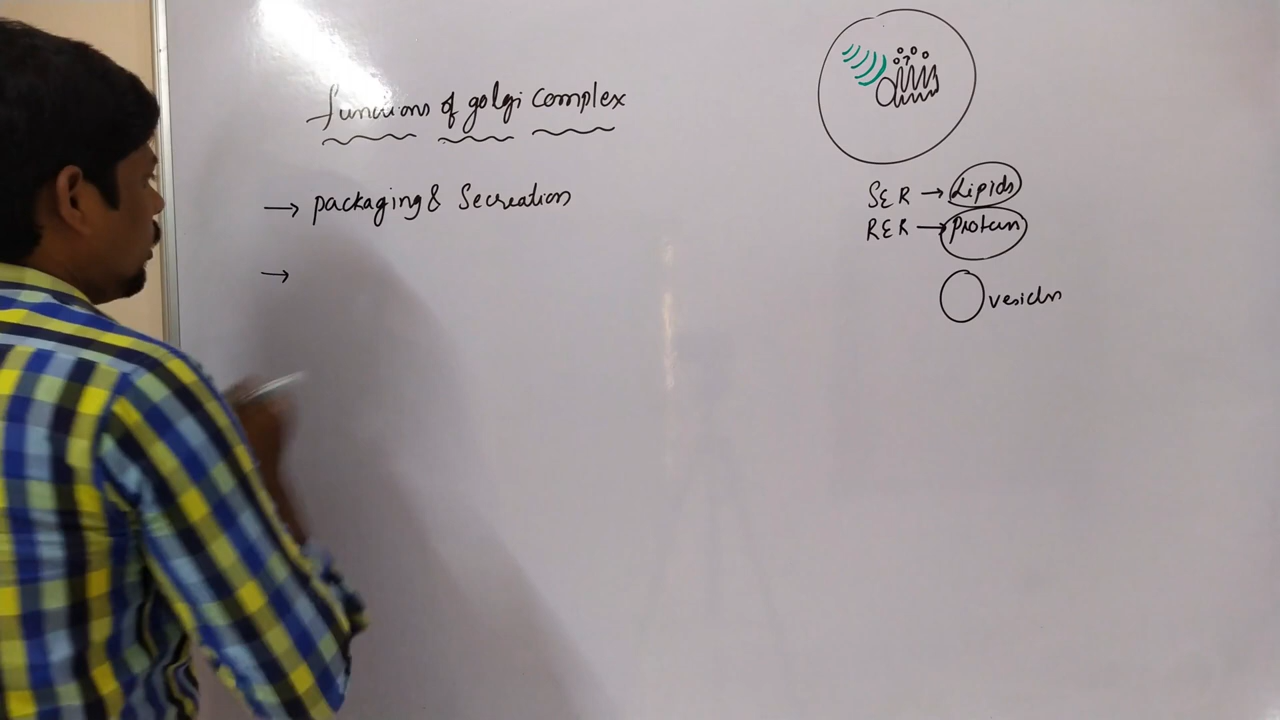 functions of golgi complex
→ packaging & Secreation
→
SER → Lipids
RER → protein
vesicles